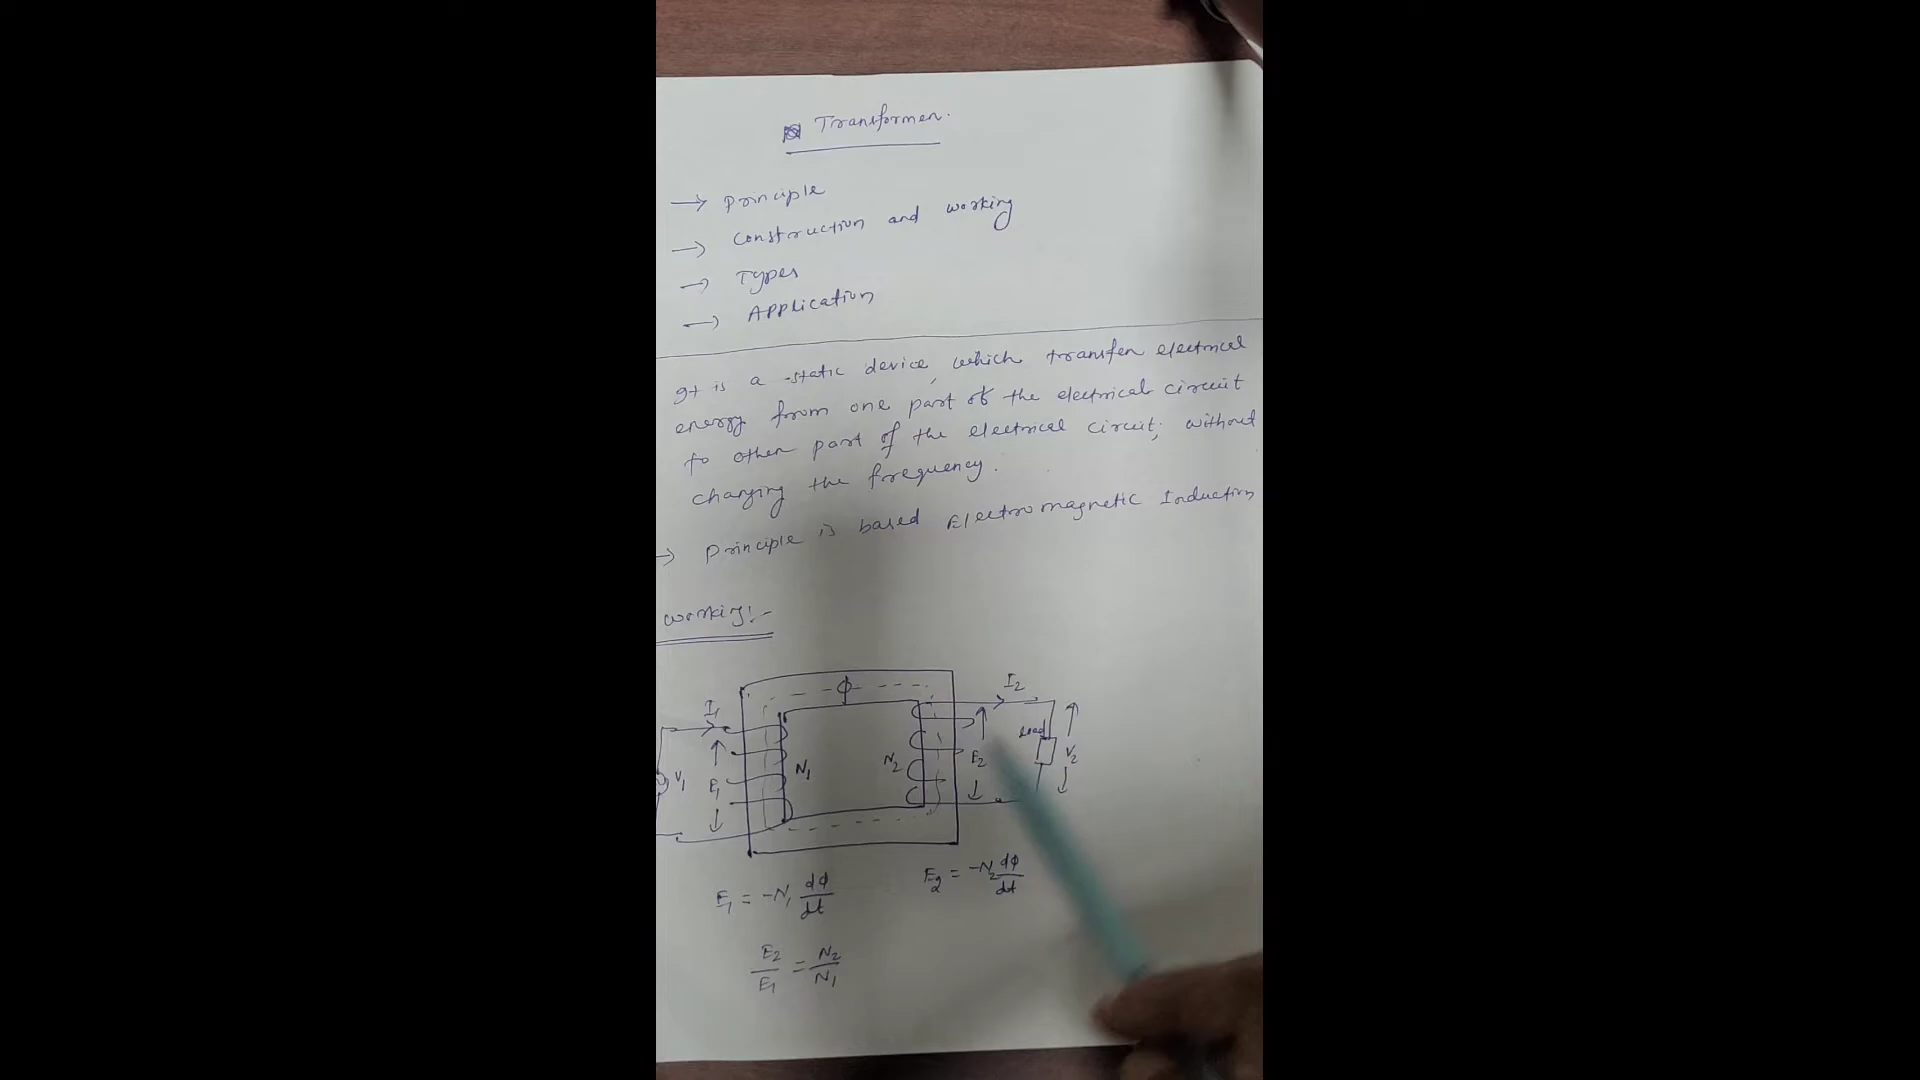 Transformer.
→ Principle
→ Construction and working
→ Types
→ Application
It is a static device, which transfer electrical
energy from one part of the electrical circuit
to other part of the electrical circuit, without
changing the frequency.
→ Principle is based Electromagnetic Induction
Working:-
ϕ
I₁ I₂
V₁ E₁ N₁ N₂ E₂ load V₂
E₁ = -N₁ dϕ/dt E₂ = -N₂ dϕ/dt
E₂/E₁ = N₂/N₁